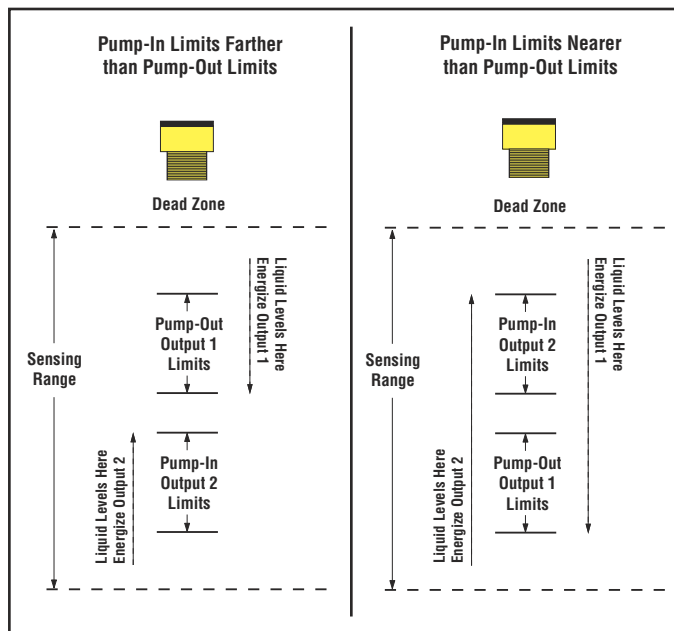 Pump-In Limits Farther
than Pump-Out Limits
Dead Zone
Liquid Levels Here
Energize Output 1
Pump-Out
Output 1
Limits
Sensing
Range
Pump-In
Output 2
Limits
Liquid Levels Here
Energize Output 2
Pump-In Limits Nearer
than Pump-Out Limits
Dead Zone
Liquid Levels Here
Energize Output 1
Pump-In
Output 2
Limits
Sensing
Range
Pump-Out
Output 1
Limits
Liquid Levels Here
Energize Output 2